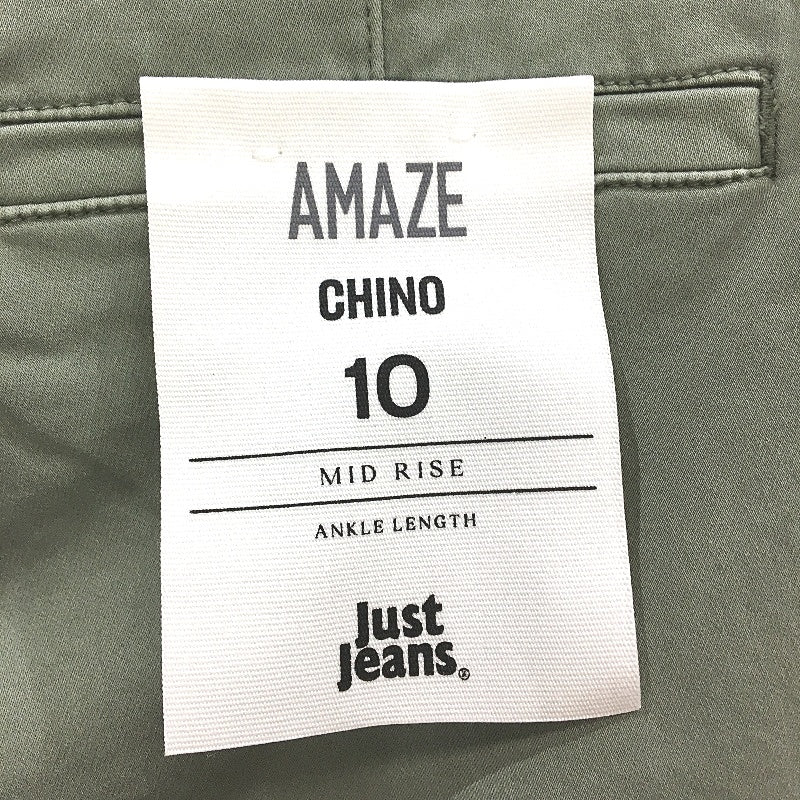 AMAZE
CHINO
10
MID RISE
ANKLE LENGTH
Just
Jeans®